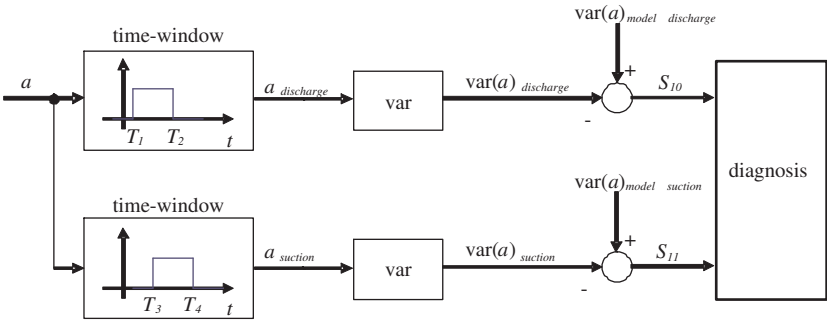 var(a)model discharge
time-window
a
T1 T2 t
a discharge
var
var(a) discharge
+
-
S10
diagnosis
var(a)model suction
time-window
T3 T4 t
a suction
var
var(a) suction
+
-
S11